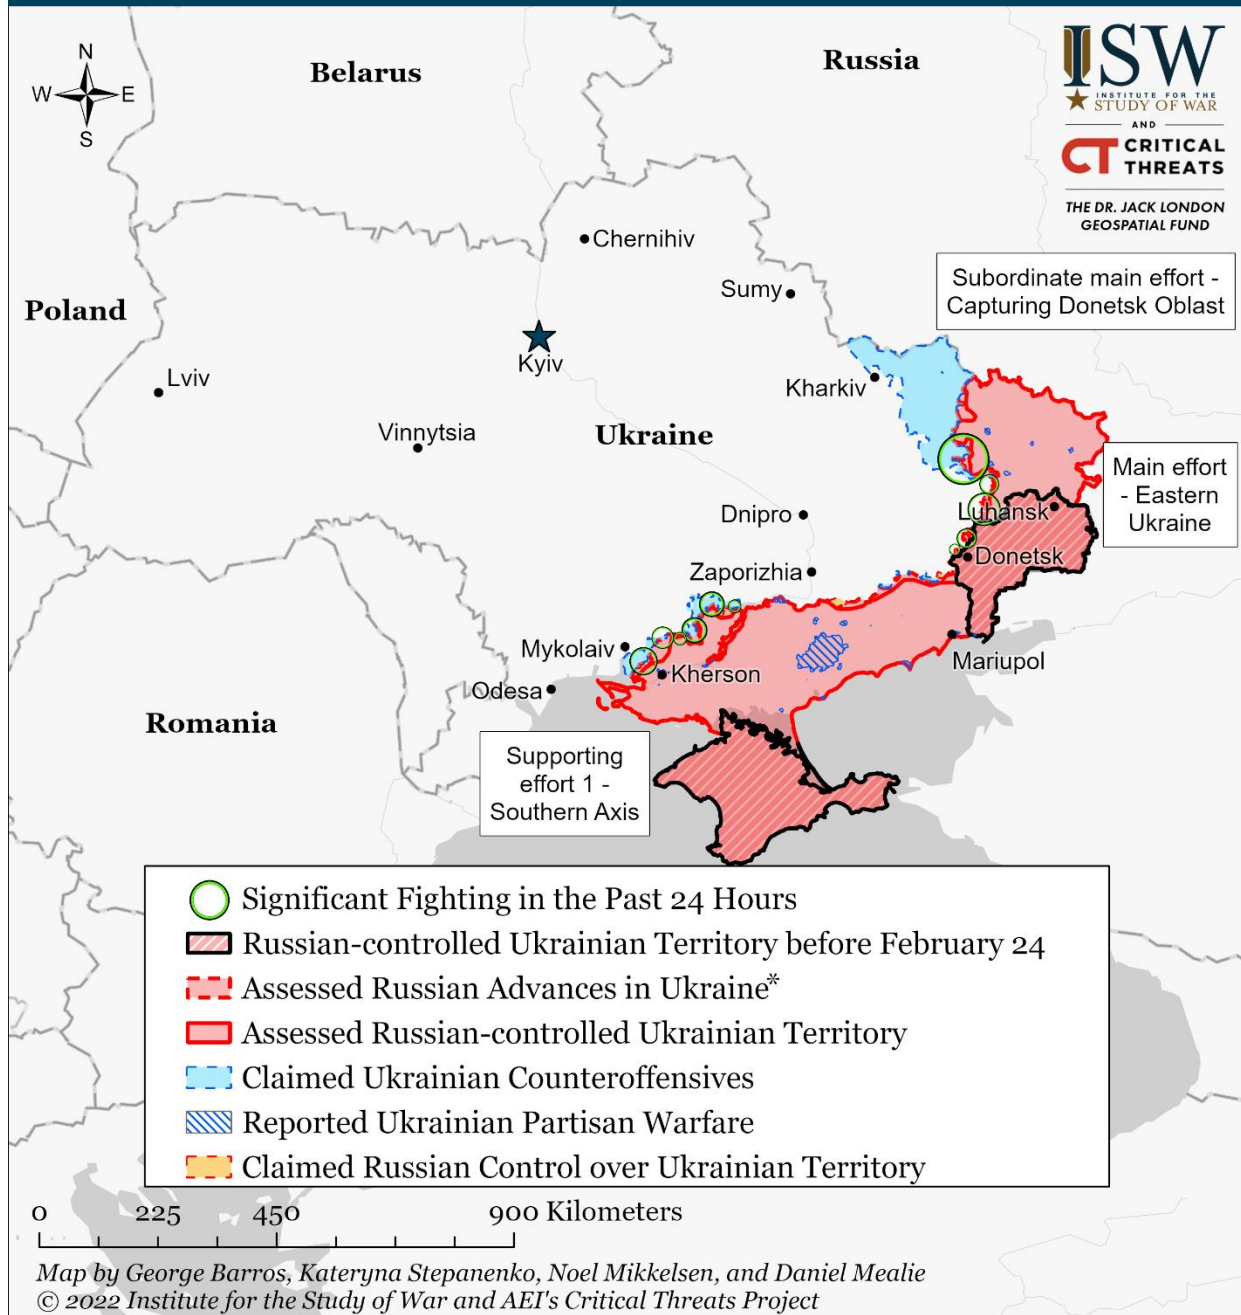 N
W E
S
Belarus
Russia
ISW
INSTITUTE FOR THE
STUDY OF WAR
AND
CT CRITICAL
THREATS
THE DR. JACK LONDON
GEOSPATIAL FUND
Chernihiv
Subordinate main effort -
Capturing Donetsk Oblast
Sumy
Poland
Kyiv
Lviv
Kharkiv
Vinnytsia
Ukraine
Main effort
- Eastern
Ukraine
Dnipro
Luhansk
Donetsk
Zaporizhia
Mykolaiv
Mariupol
Kherson
Odesa
Romania
Supporting
effort 1 -
Southern Axis
Significant Fighting in the Past 24 Hours
Russian-controlled Ukrainian Territory before February 24
Assessed Russian Advances in Ukraine*
Assessed Russian-controlled Ukrainian Territory
Claimed Ukrainian Counteroffensives
Reported Ukrainian Partisan Warfare
Claimed Russian Control over Ukrainian Territory
0 225 450 900 Kilometers
Map by George Barros, Kateryna Stepanenko, Noel Mikkelsen, and Daniel Mealie
© 2022 Institute for the Study of War and AEI's Critical Threats Project